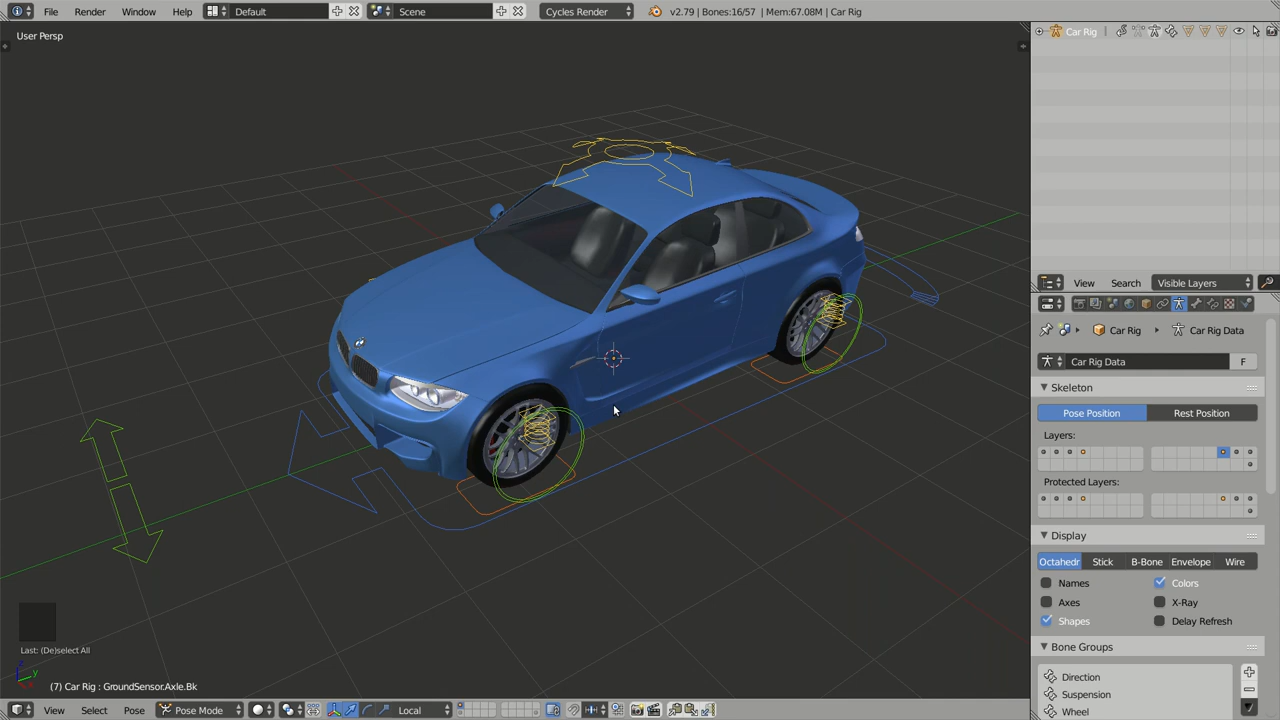 File Render Window Help Default Scene Cycles Render v2.79 | Bones:16/57 | Mem:67.08M | Car Rig
User Persp
Car Rig
View Search Visible Layers
Car Rig Car Rig Data
Car Rig Data F
Skeleton
Pose Position Rest Position
Layers:
Protected Layers:
Display
Octahedr Stick B-Bone Envelope Wire
Names Colors
Axes X-Ray
Shapes Delay Refresh
Bone Groups
Direction
Suspension
Wheel
Last: (De)select All
(7) Car Rig : GroundSensor.Axle.Bk
View Select Pose Pose Mode Local